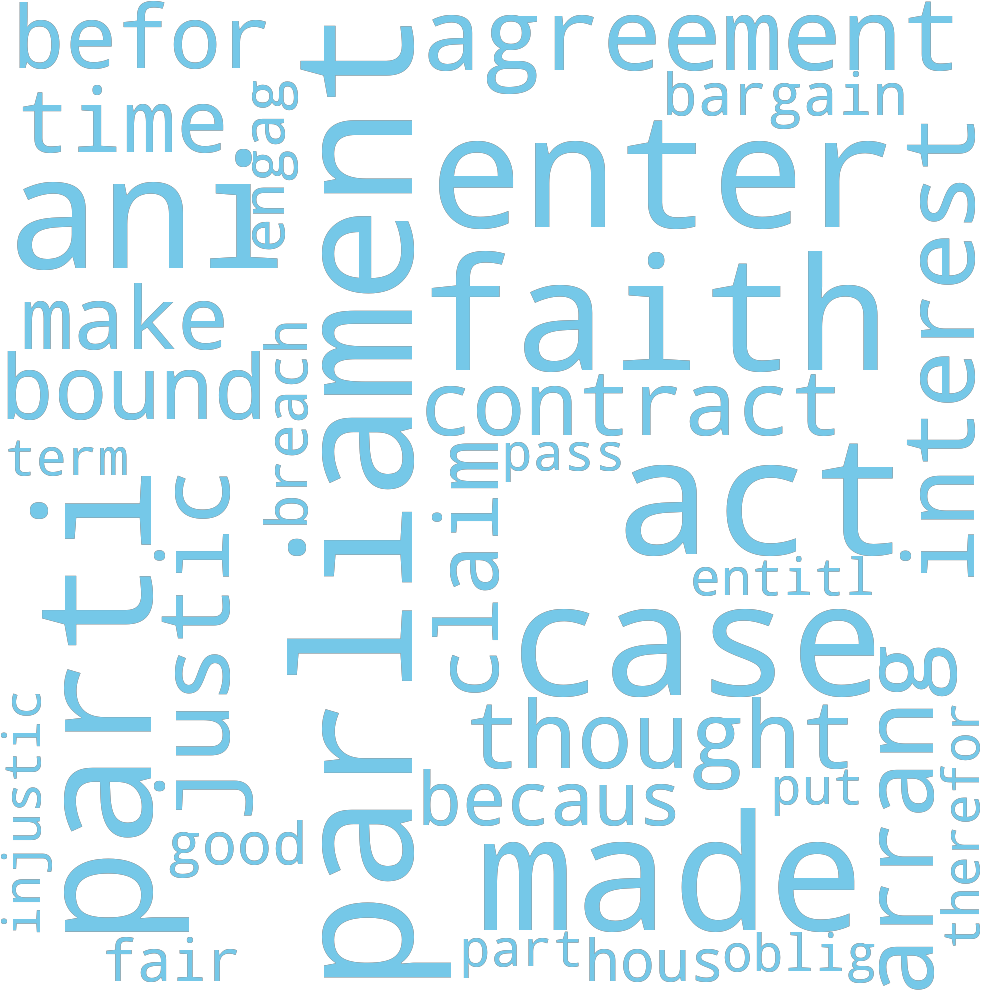 befor
agreement
time
engag
bargain
ani
parliament
enter
interest
make
faith
bound
breach
contract
term
pass
parti
justic
claim
act
entitl
case
arrang
injustic
thought
therefor
becaus
put
good
made
fair
part
hous
oblig